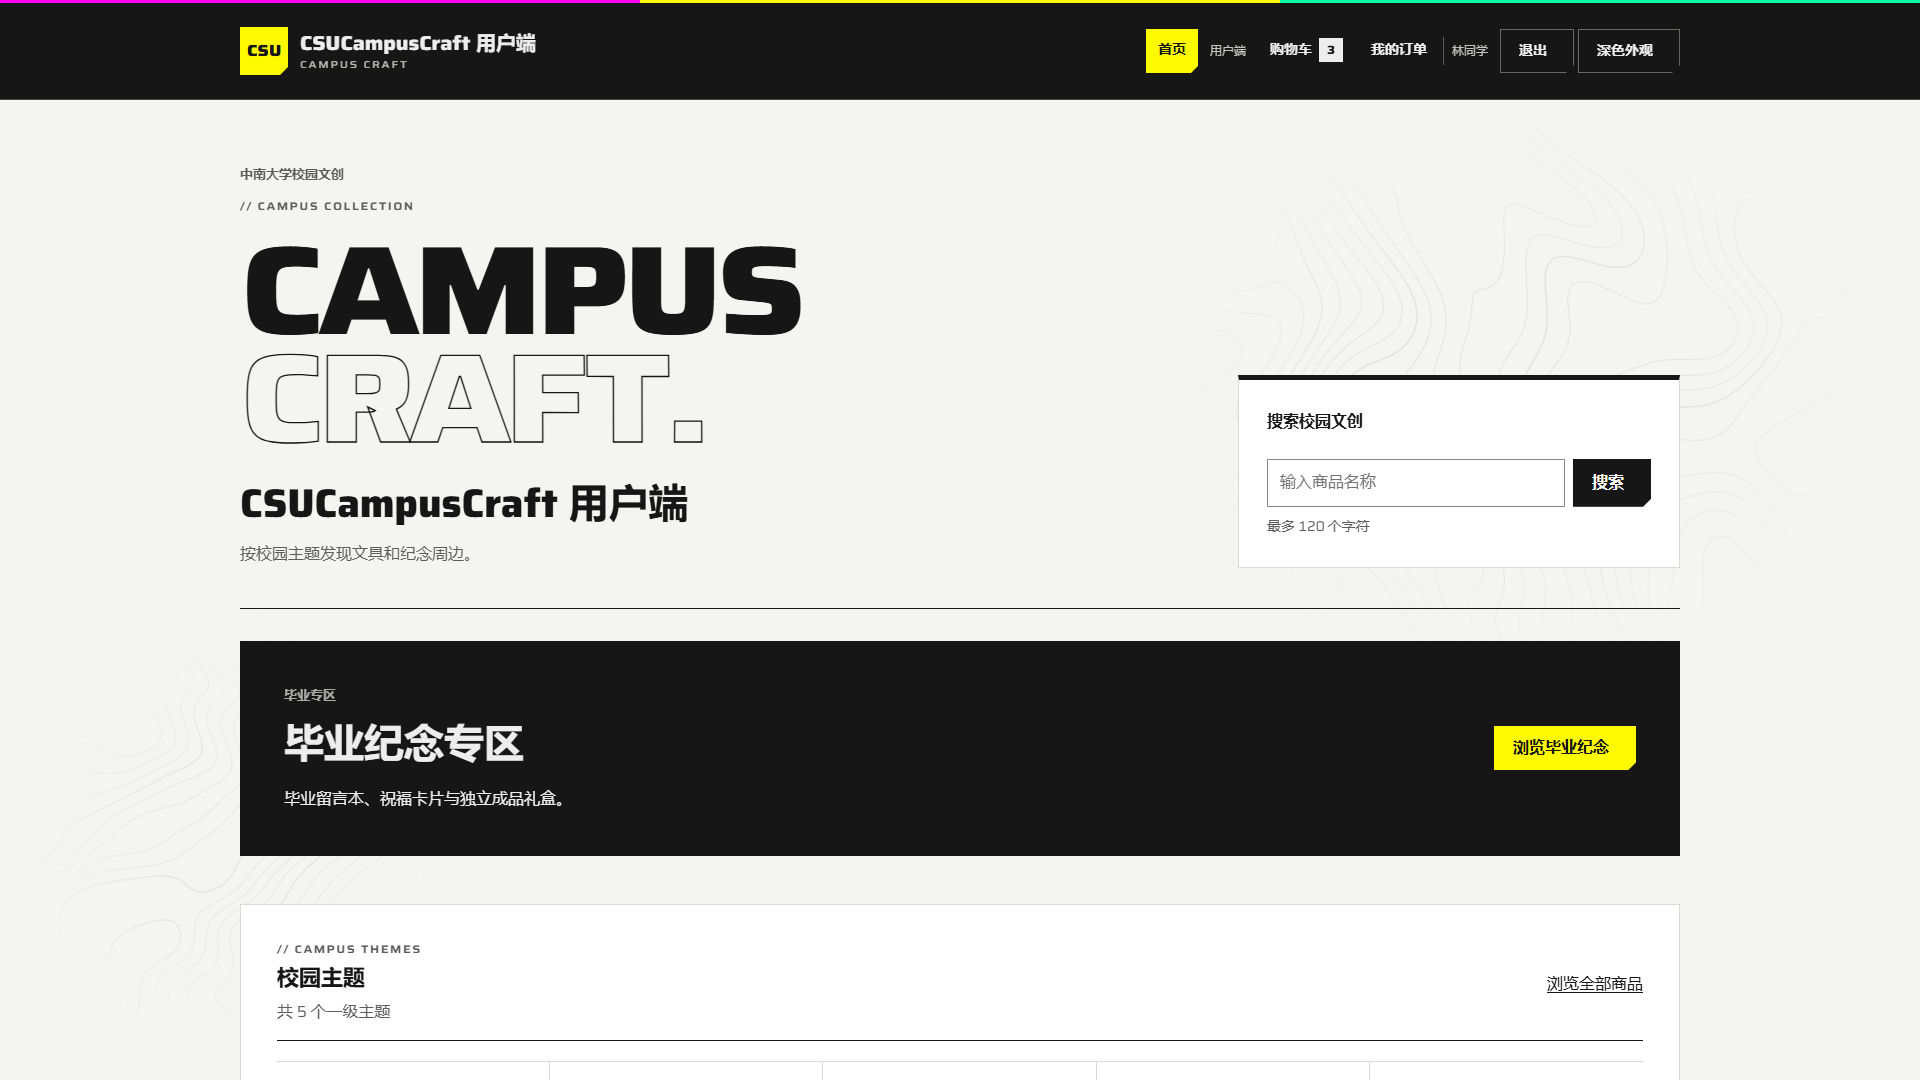 CSU
CSUCampusCraft 用户端
CAMPUS CRAFT
首页
用户端
购物车 3
我的订单
林同学
退出
深色外观
中南大学校园文创
// CAMPUS COLLECTION
CAMPUS
CRAFT.
CSUCampusCraft 用户端
按校园主题发现文具和纪念周边。
搜索校园文创
输入商品名称
搜索
最多 120 个字符
毕业专区
毕业纪念专区
毕业留言本、祝福卡片与独立成品礼盒。
浏览毕业纪念
// CAMPUS THEMES
校园主题
共 5 个一级主题
浏览全部商品